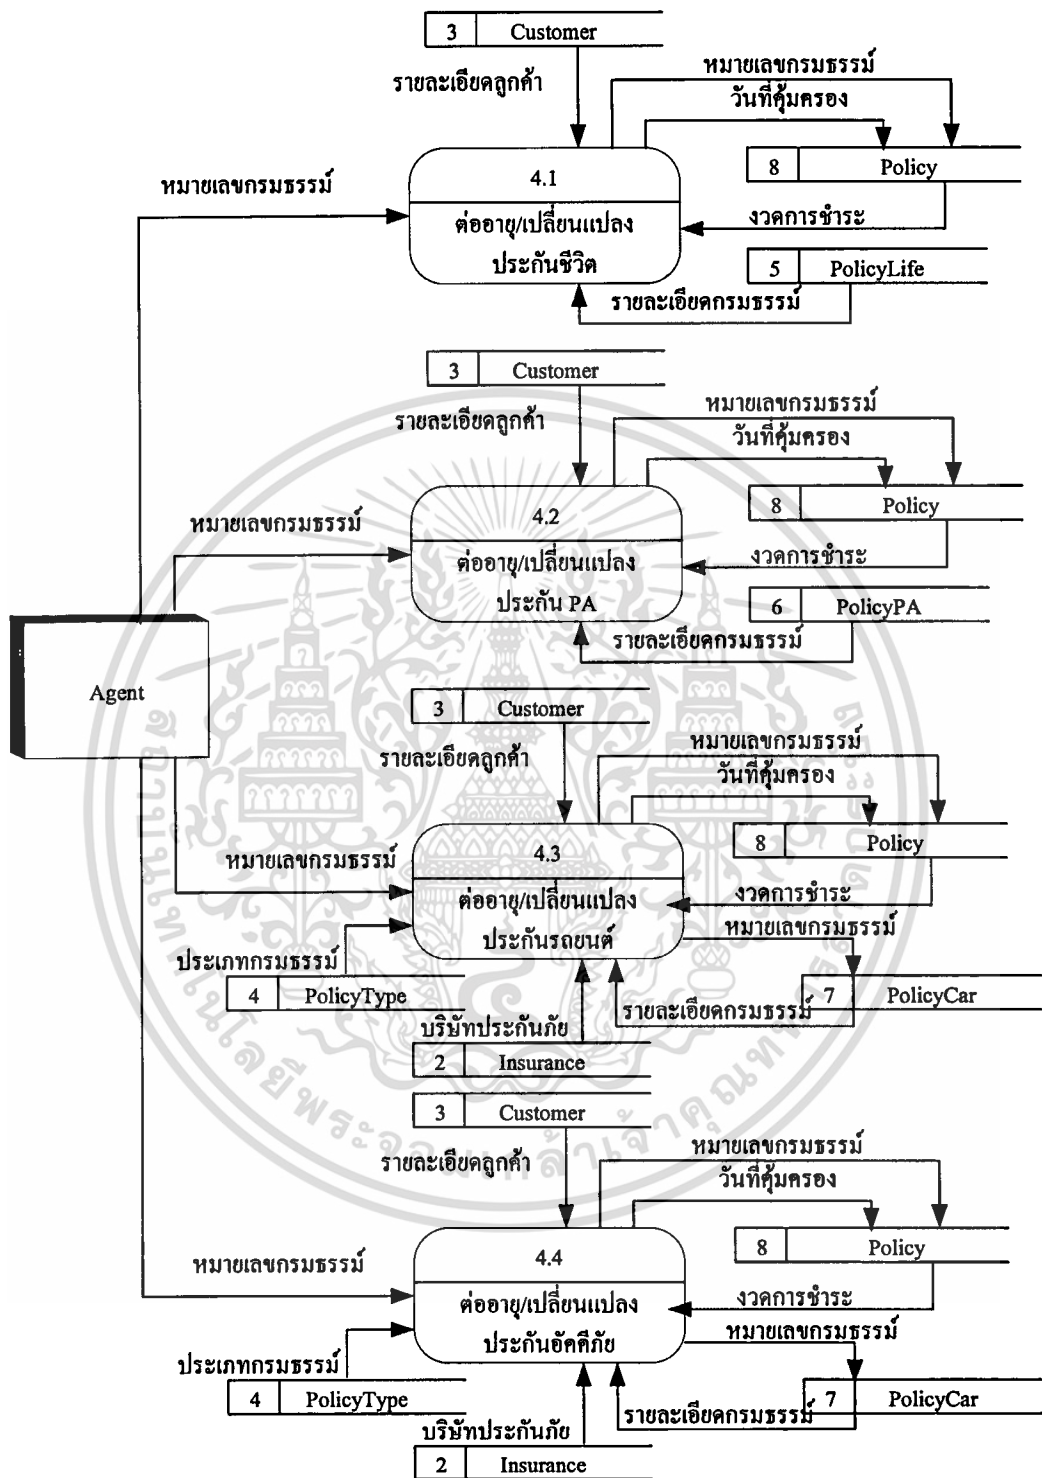 3 Customer
รายละเอียดลูกค้า
หมายเลขกรมธรรม์
วันที่คุ้มครอง
8 Policy
หมายเลขกรมธรรม์
4.1
ต่ออายุ/เปลี่ยนแปลง
ประกันชีวิต
งวดการชำระ
5 PolicyLife
รายละเอียดกรมธรรม์
3 Customer
รายละเอียดลูกค้า
หมายเลขกรมธรรม์
วันที่คุ้มครอง
8 Policy
หมายเลขกรมธรรม์
4.2
ต่ออายุ/เปลี่ยนแปลง
ประกัน PA
งวดการชำระ
6 PolicyPA
รายละเอียดกรมธรรม์
Agent
3 Customer
รายละเอียดลูกค้า
หมายเลขกรมธรรม์
วันที่คุ้มครอง
8 Policy
หมายเลขกรมธรรม์
4.3
ต่ออายุ/เปลี่ยนแปลง
ประกันรถยนต์
งวดการชำระ
หมายเลขกรมธรรม์
ประเภทกรมธรรม์
4 PolicyType
7 PolicyCar
รายละเอียดกรมธรรม์
บริษัทประกันภัย
2 Insurance
3 Customer
รายละเอียดลูกค้า
หมายเลขกรมธรรม์
วันที่คุ้มครอง
8 Policy
หมายเลขกรมธรรม์
4.4
ต่ออายุ/เปลี่ยนแปลง
ประกันอัคคีภัย
งวดการชำระ
หมายเลขกรมธรรม์
ประเภทกรมธรรม์
4 PolicyType
7 PolicyCar
รายละเอียดกรมธรรม์
บริษัทประกันภัย
2 Insurance